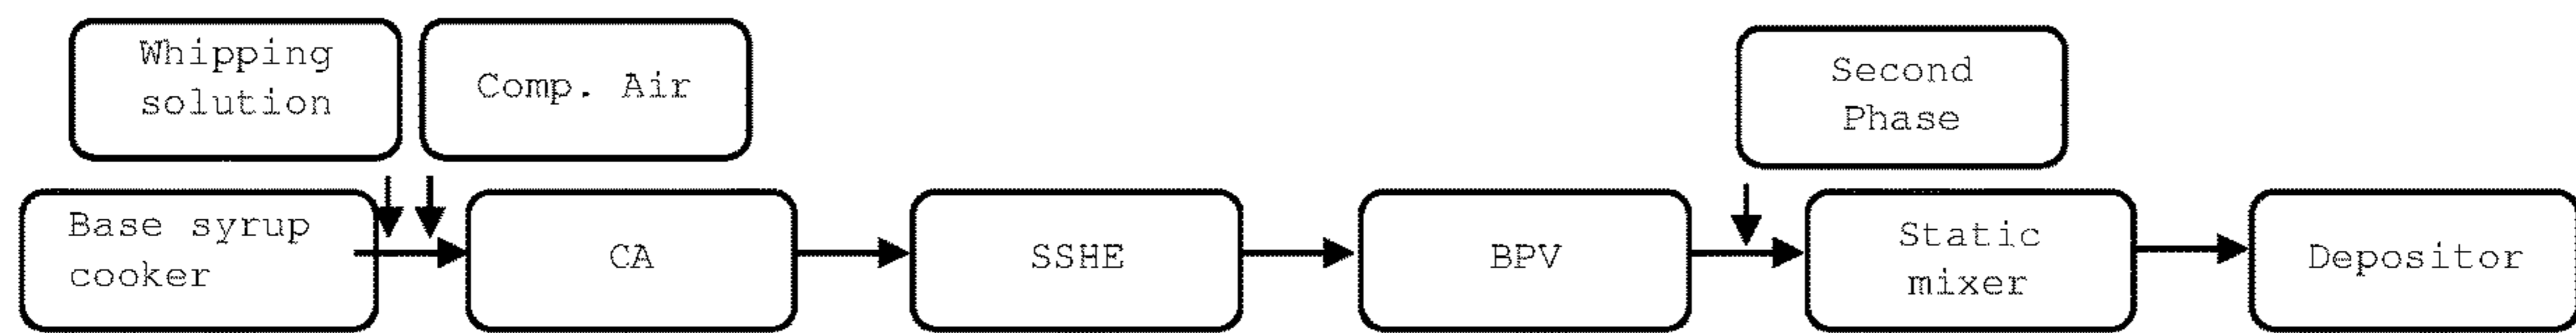 Whipping
solution
Comp. Air
Second
Phase
Base syrup
cooker
CA
SSHE
BPV
Static
mixer
Depositor